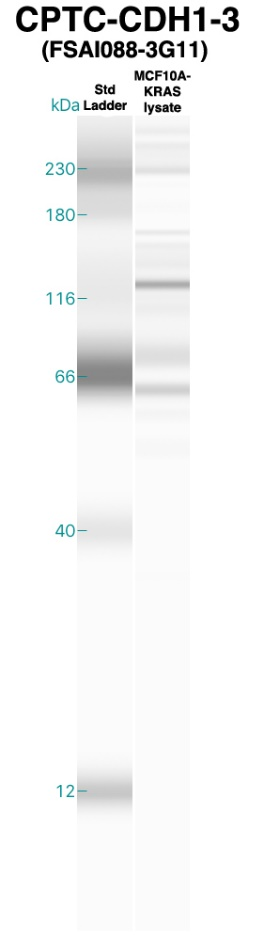 CPTC-CDH1-3
(FSAI088-3G11)
kDa
Std
Ladder
MCF10A-
KRAS
lysate
230
180
116
66
40
12